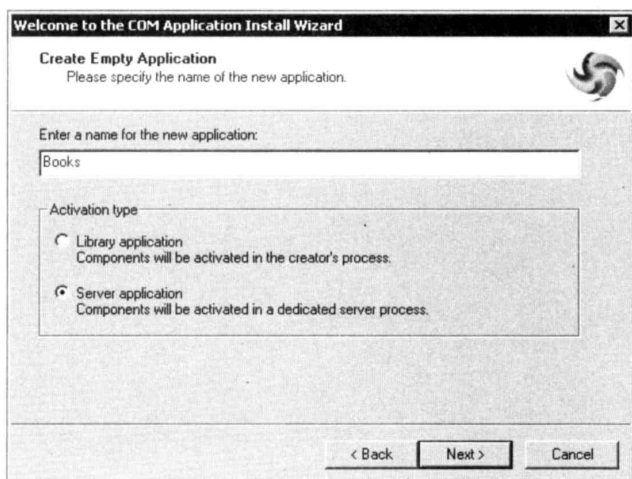 Welcome to the COM Application Install Wizard
Create Empty Application
Please specify the name of the new application.
Enter a name for the new application:
Books
Activation type
Library application
Components will be activated in the creator's process.
Server application
Components will be activated in a dedicated server process.
< Back Next > Cancel